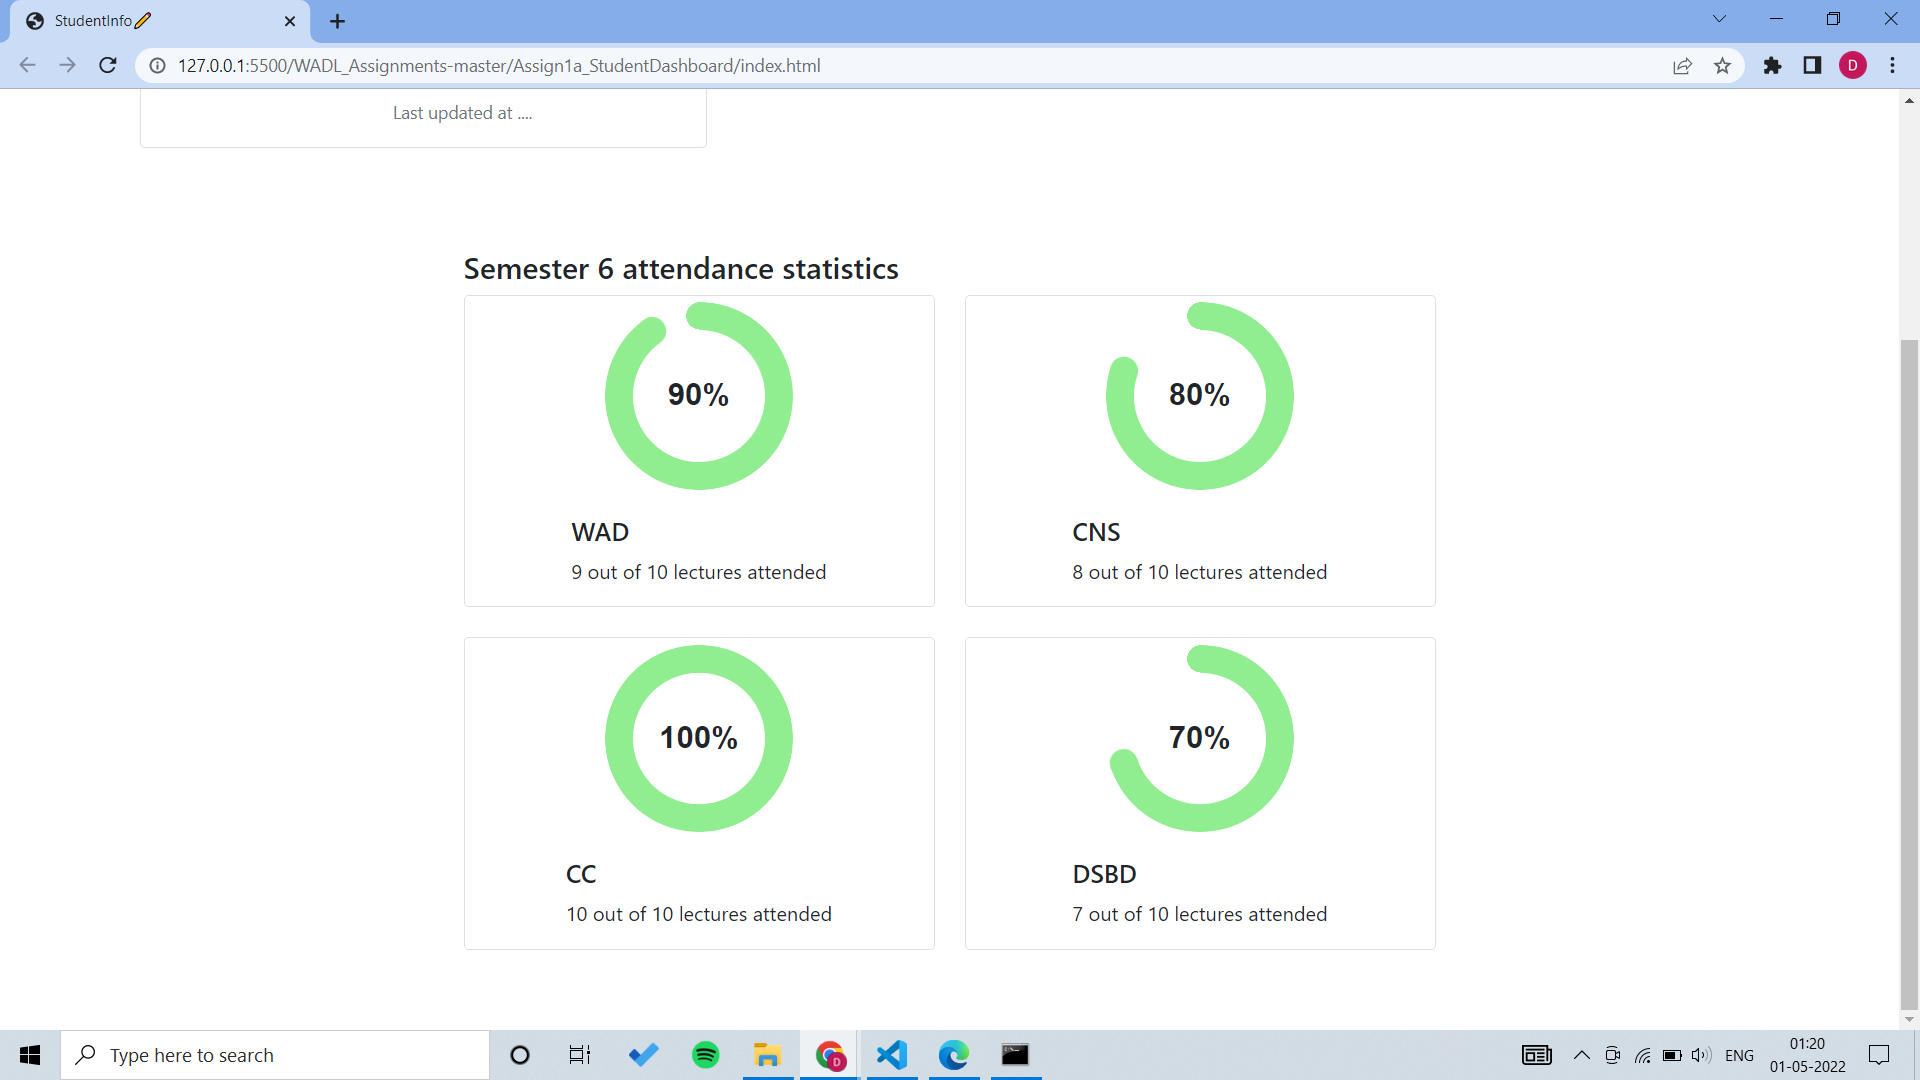 StudentInfo
127.0.0.1:5500/WADL_Assignments-master/Assign1a_StudentDashboard/index.html
D
Last updated at ....
Semester 6 attendance statistics
90%
WAD
9 out of 10 lectures attended
80%
CNS
8 out of 10 lectures attended
100%
CC
10 out of 10 lectures attended
70%
DSBD
7 out of 10 lectures attended
Type here to search
D
ENG
01:20
01-05-2022